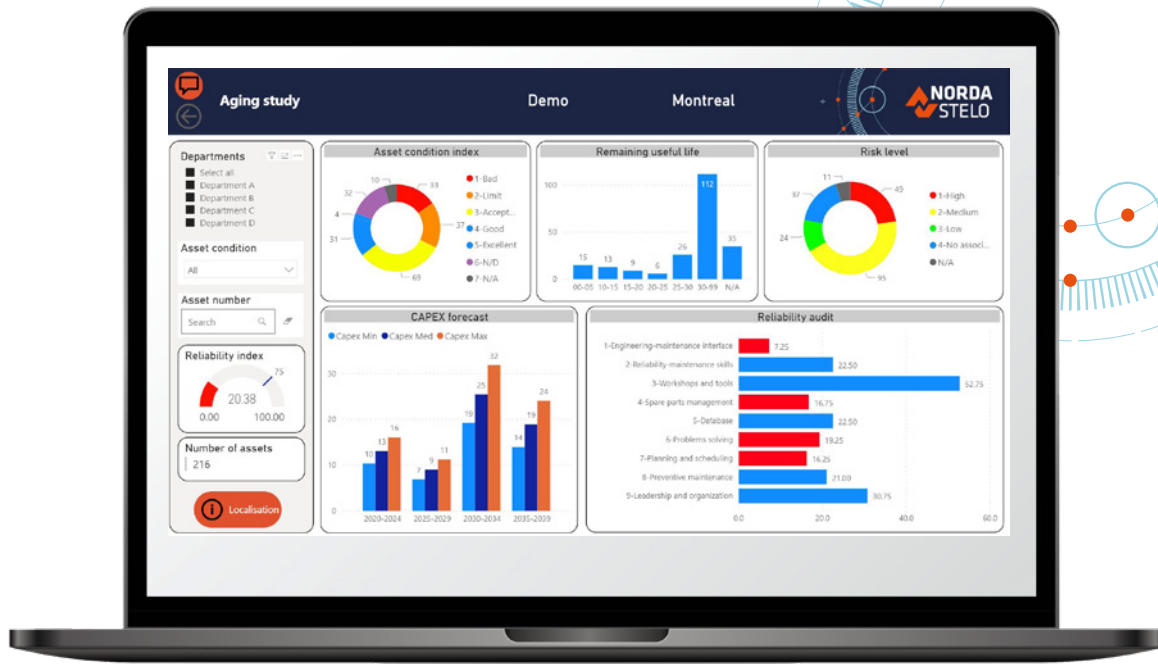 Aging study
Demo
Montreal
NORDA
STELO
Departments
Select all
Department A
Department B
Department C
Department D
Asset condition
All
Asset number
Search
Reliability index
75
20.38
0.00
100.00
Number of assets
216
Localisation
Asset condition index
10
33
32
4
37
31
69
1-Bad
2-Limit
3-Accept...
4-Good
5-Excellent
6-N/D
7-N/A
Remaining useful life
100
50
0
15
13
9
6
26
112
35
00-05
10-15
15-20
20-25
25-30
30-99
N/A
Risk level
11
49
37
24
95
1-High
2-Medium
3-Low
4-No associ...
N/A
CAPEX forecast
Capex Min
Capex Med
Capex Max
30
20
10
0
10
13
16
7
9
11
19
25
32
14
19
24
2020-2024
2025-2029
2030-2034
2035-2039
Reliability audit
1-Engineering-maintenance interface
7.25
2-Reliability-maintenance skills
22.50
3-Workshops and tools
52.75
4-Spare parts management
16.75
5-Database
22.50
6-Problems solving
19.25
7-Planning and scheduling
16.25
8-Preventive maintenance
21.00
9-Leadership and organization
30.75
0.0
20.0
40.0
60.0